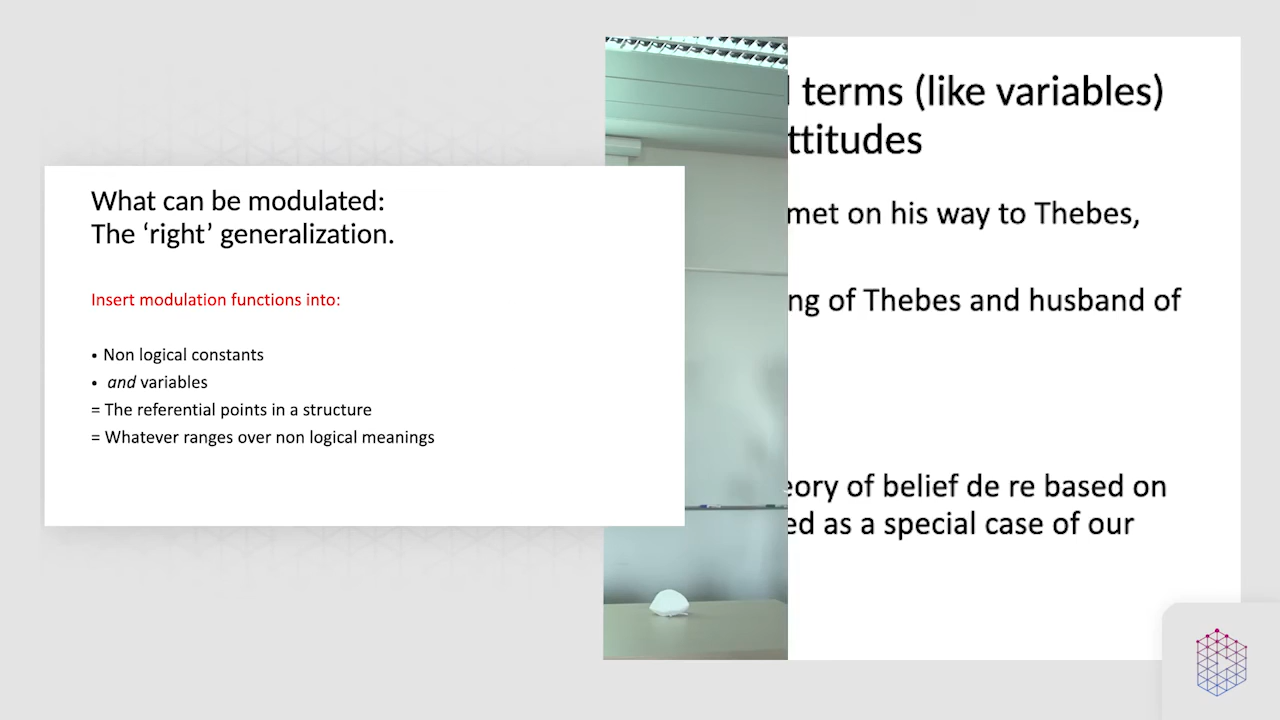 What can be modulated:
The ‘right’ generalization.
Insert modulation functions into:
• Non logical constants
• and variables
= The referential points in a structure
= Whatever ranges over non logical meanings
terms (like variables)
ttitudes
met on his way to Thebes,
ng of Thebes and husband of
eory of belief de re based on
ed as a special case of our